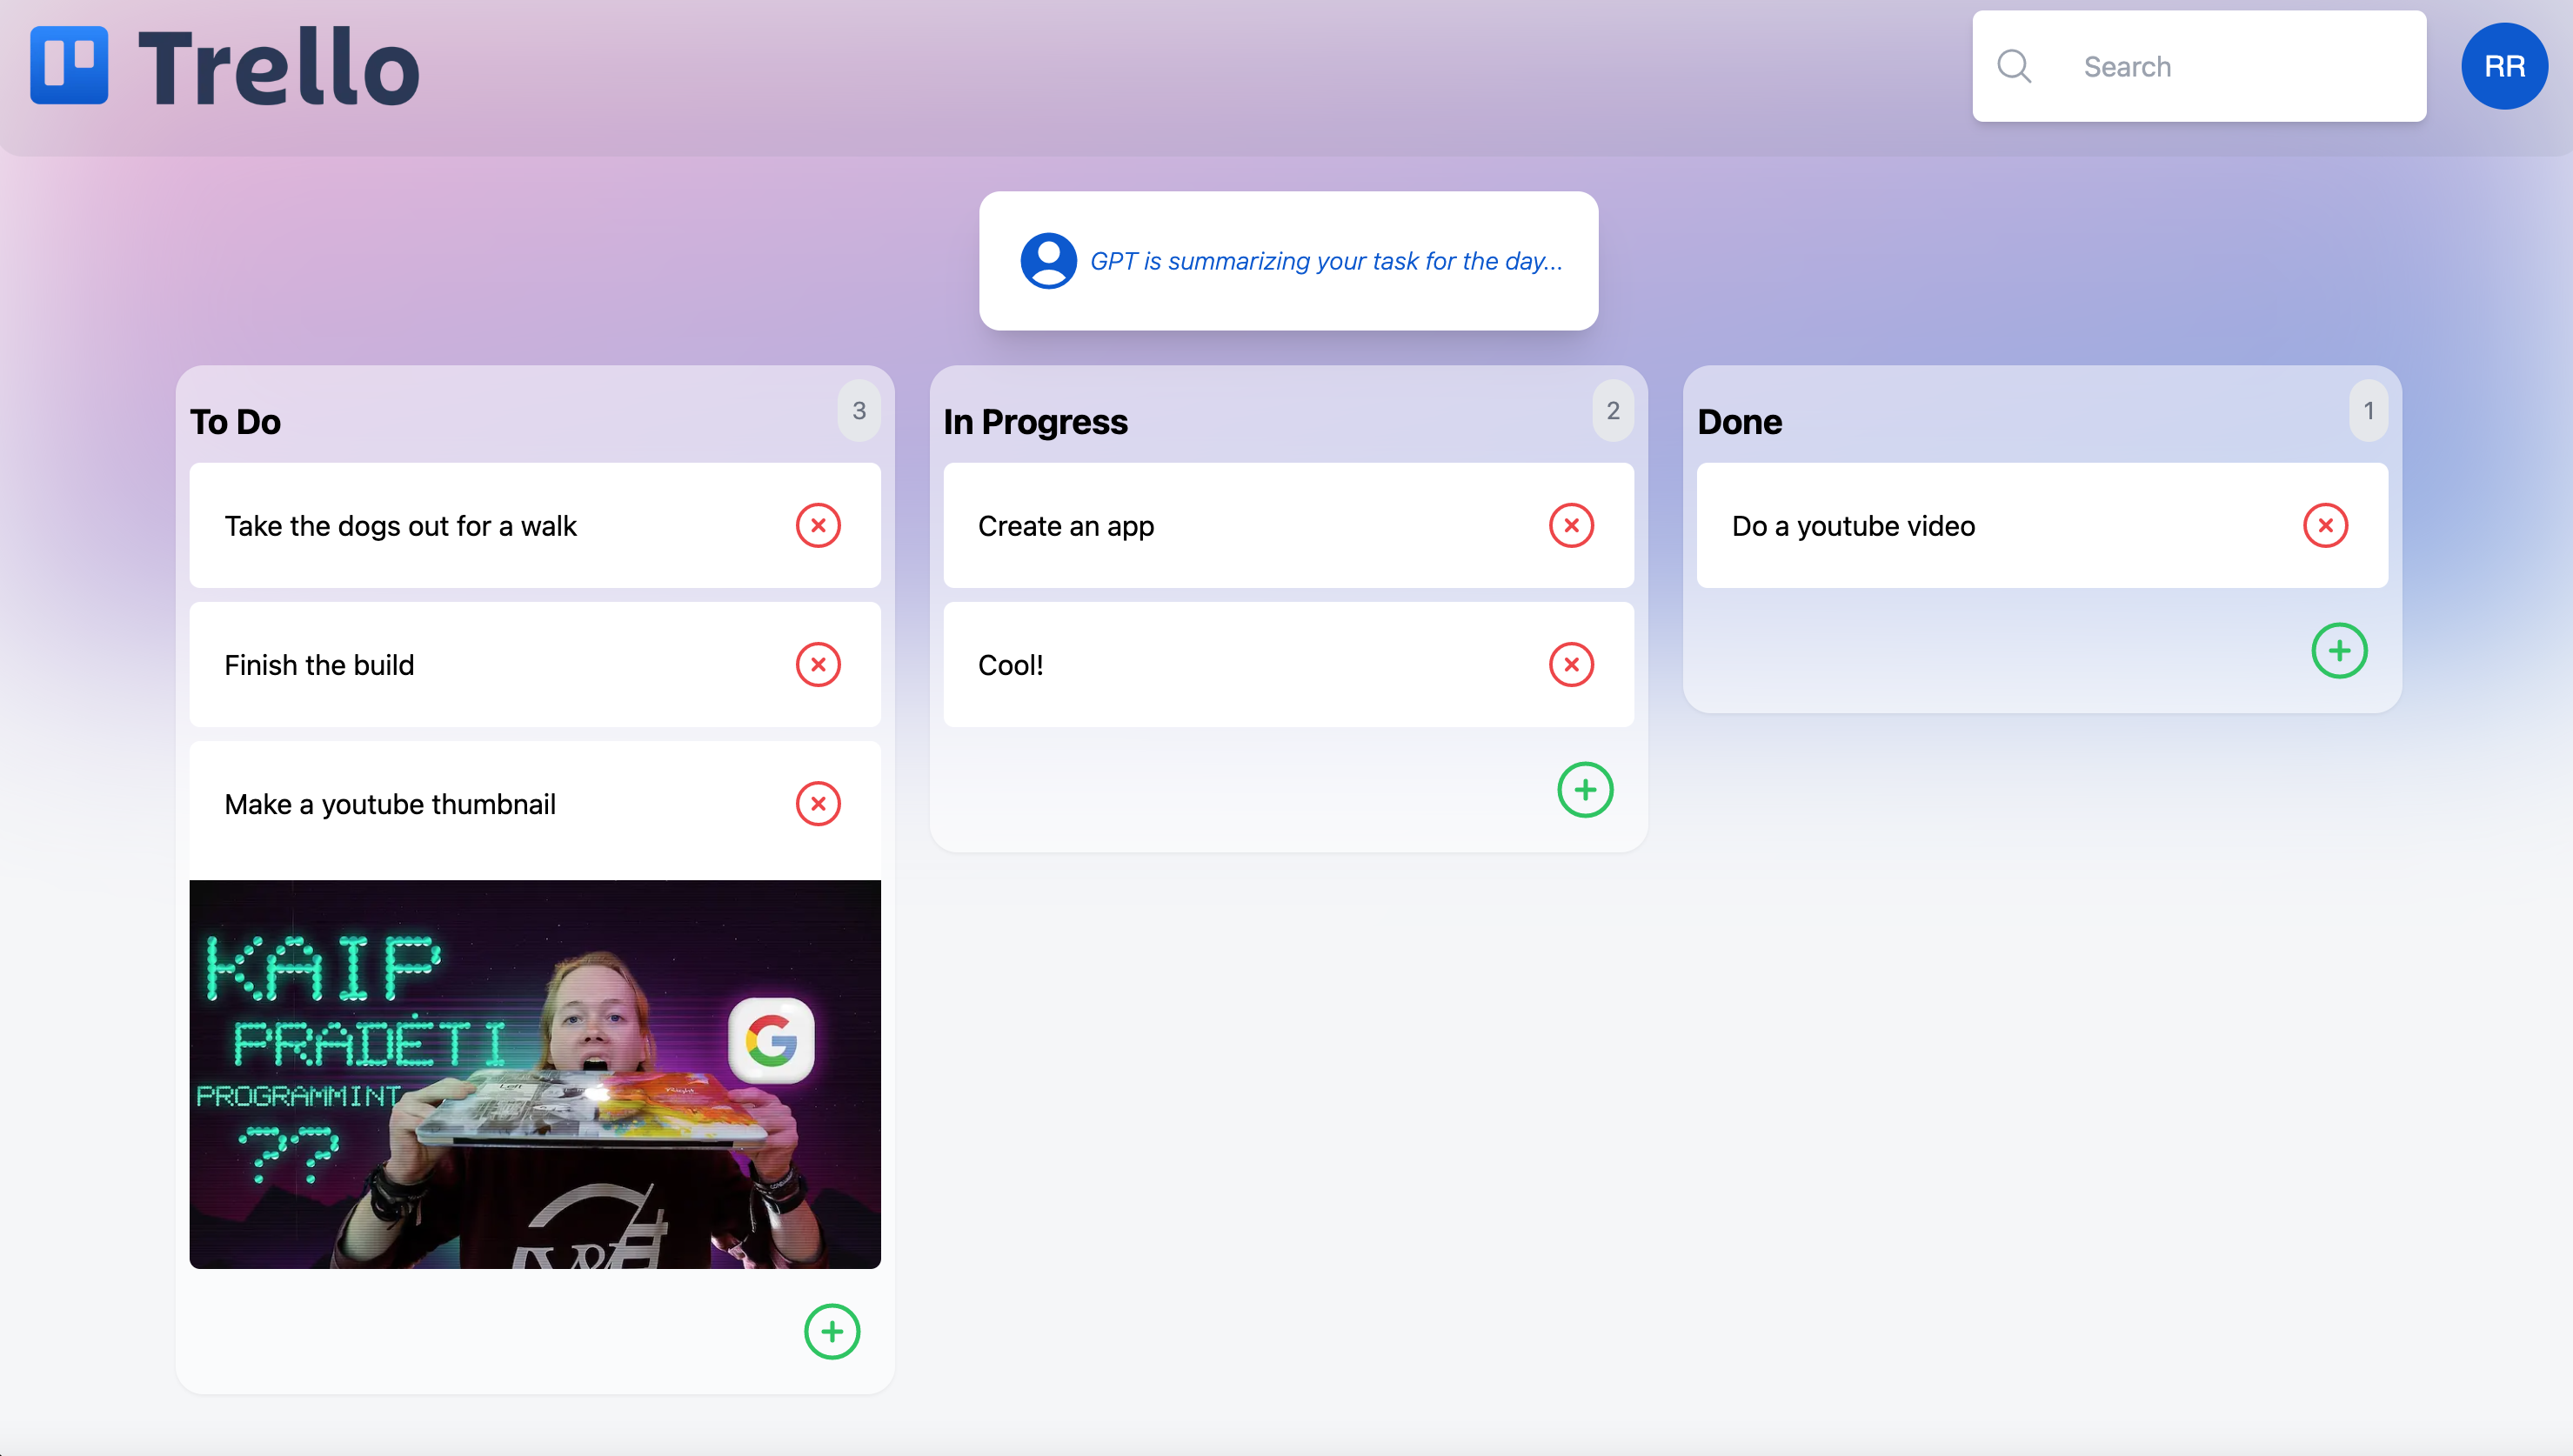 Trello
Search
RR
GPT is summarizing your task for the day...
To Do
3
Take the dogs out for a walk
Finish the build
Make a youtube thumbnail
KAIP
PRADĖTI
PROGRAMMINT
??
Left
In Progress
2
Create an app
Cool!
Done
1
Do a youtube video